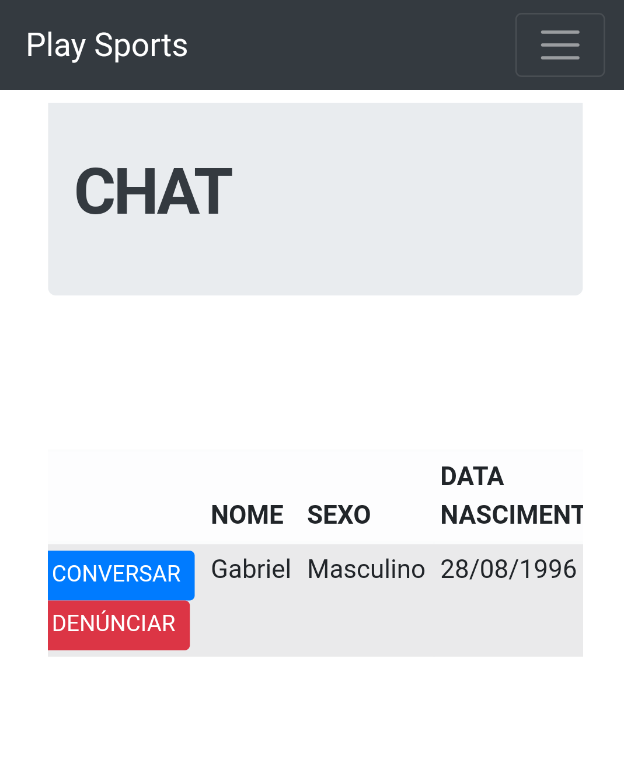 Play Sports
CHAT
DATA
NOME SEXO NASCIMENT
CONVERSAR Gabriel Masculino 28/08/1996
DENÚNCIAR